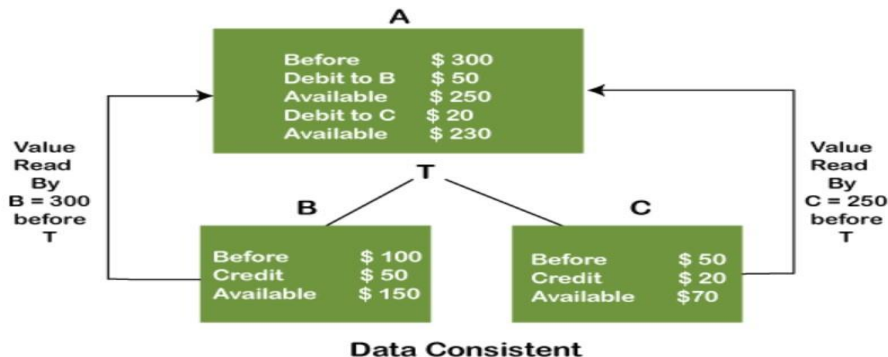 A
Before $ 300
Debit to B $ 50
Available $ 250
Debit to C $ 20
Available $ 230
Value
Read
By
B = 300
before
T
Value
Read
By
C = 250
before
T
T
B
Before $ 100
Credit $ 50
Available $ 150
C
Before $ 50
Credit $ 20
Available $70
Data Consistent